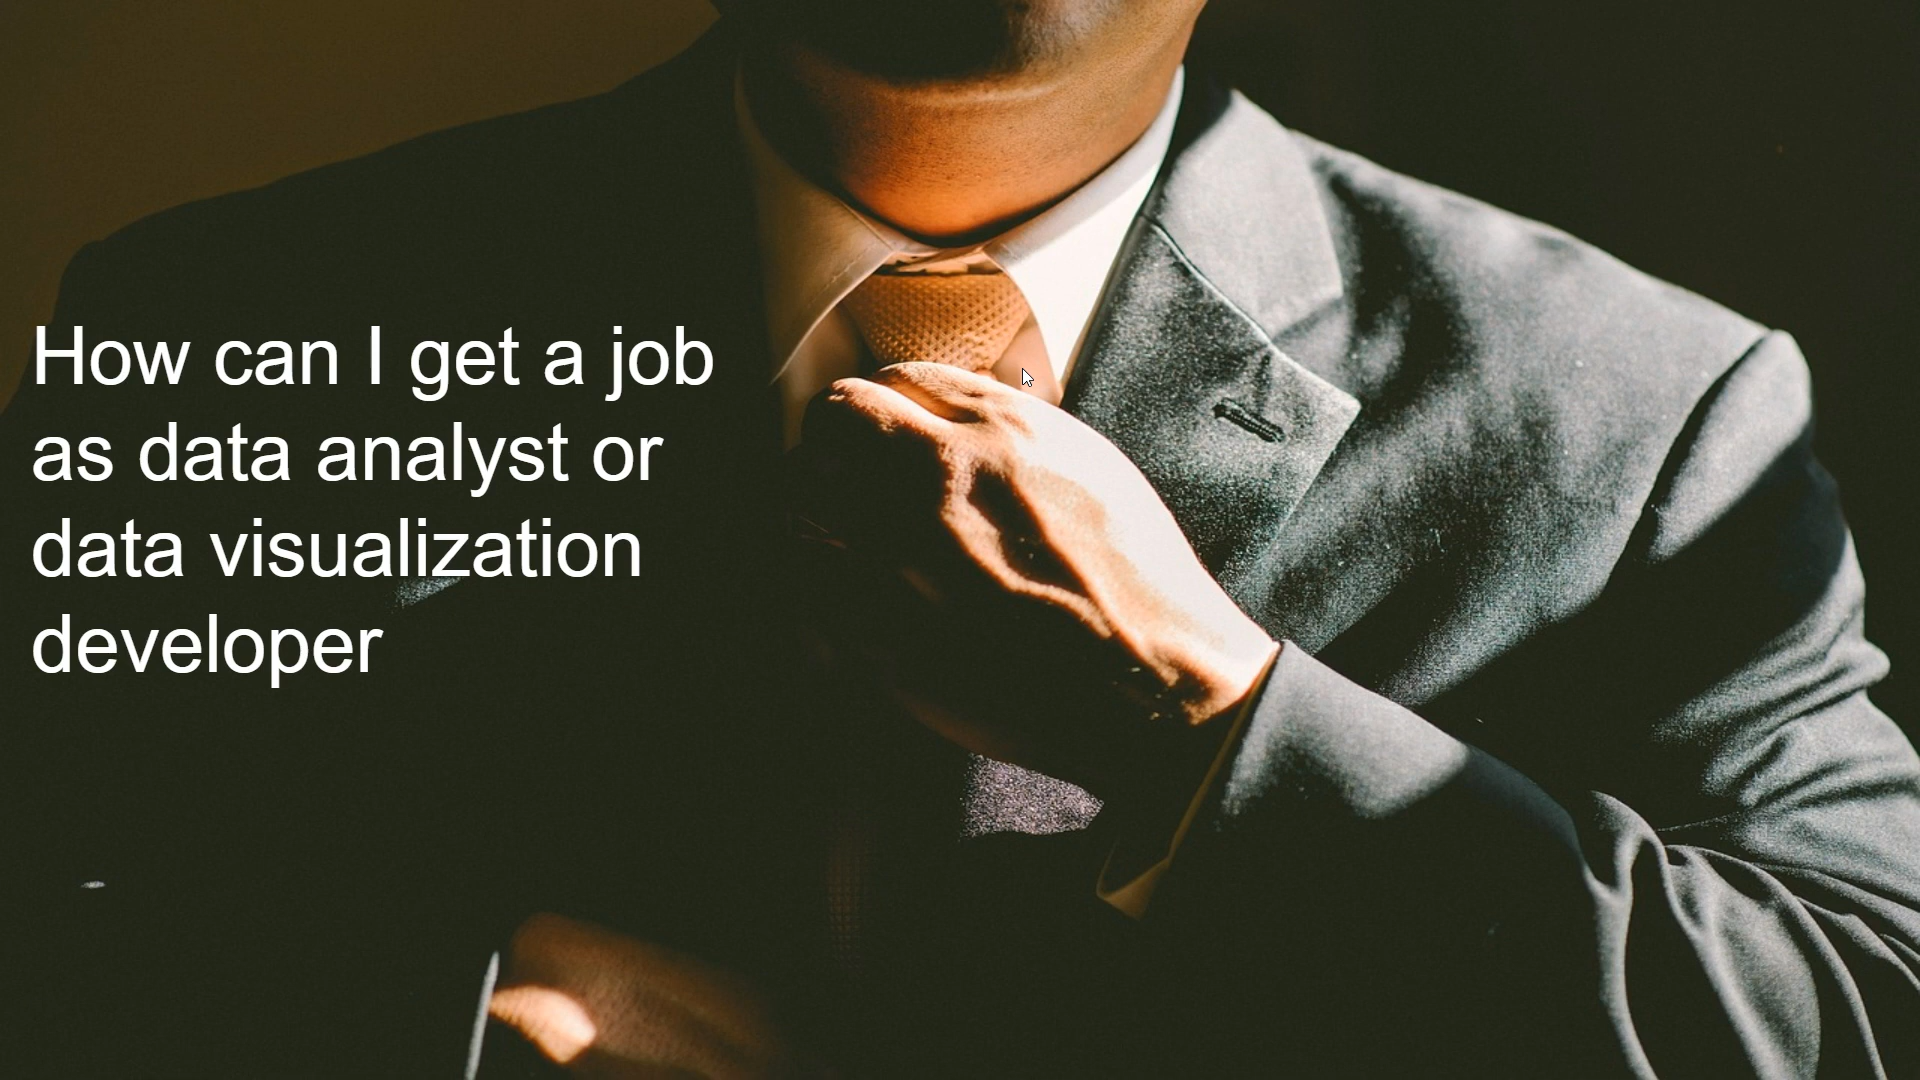 How can I get a job
as data analyst or
data visualization
developer